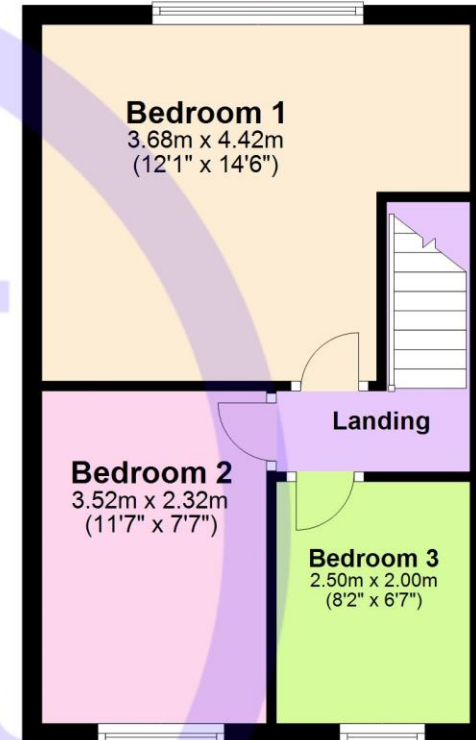 Bedroom 1
3.68m x 4.42m
(12'1" x 14'6")
Landing
Bedroom 2
3.52m x 2.32m
(11'7" x 7'7")
Bedroom 3
2.50m x 2.00m
(8'2" x 6'7")